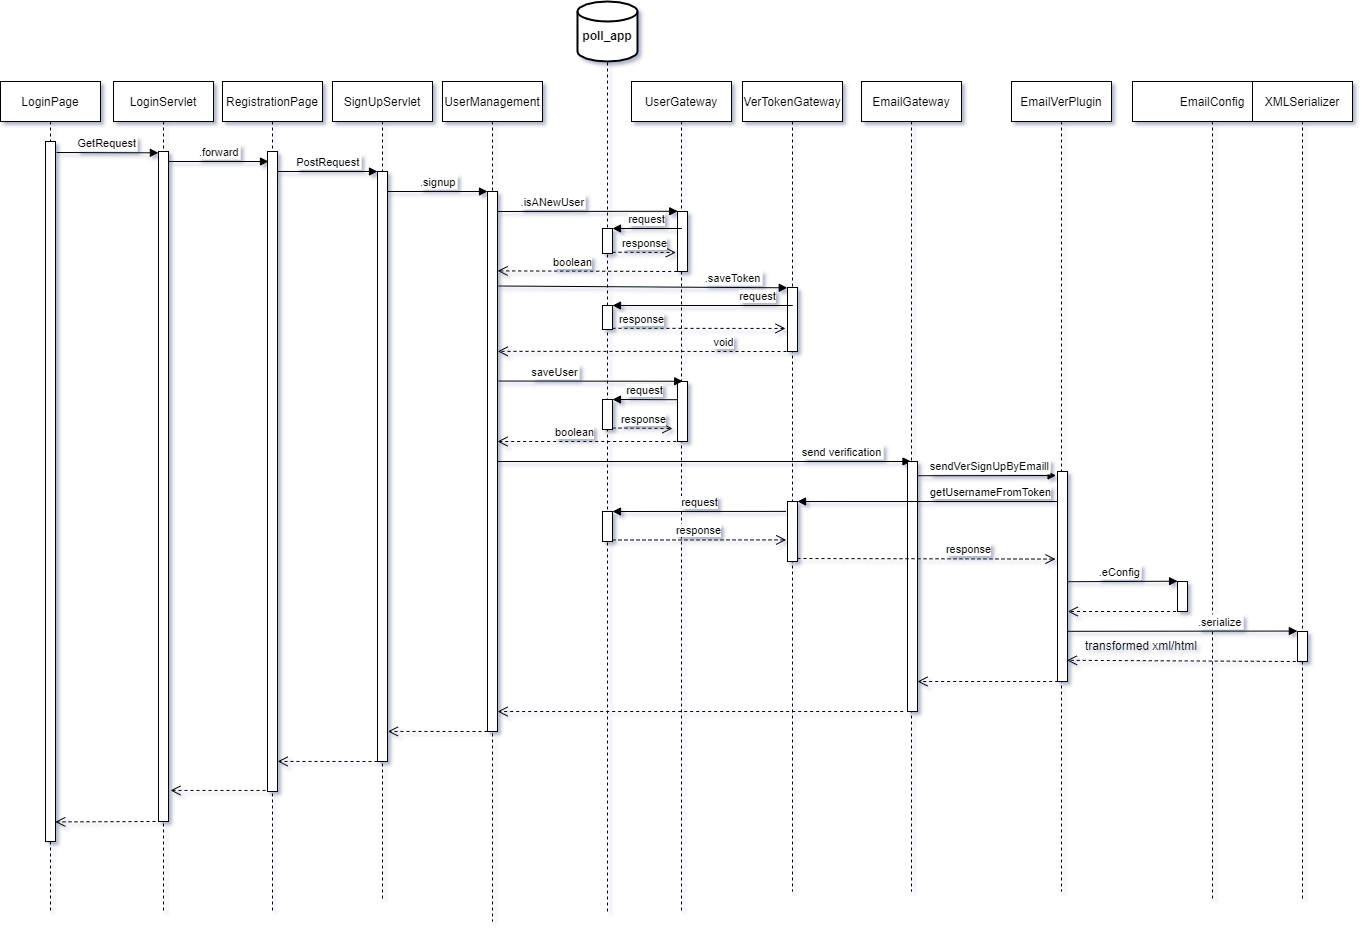 poll_app
LoginPage
LoginServlet
RegistrationPage
SignUpServlet
UserManagement
UserGateway
VerTokenGateway
EmailGateway
EmailVerPlugin
EmailConfig
XMLSerializer
GetRequest
.forward
PostRequest
.signup
.isANewUser
request
response
boolean
.saveToken
request
response
void
saveUser
request
response
boolean
send verification
sendVerSignUpByEmaill
getUsernameFromToken
request
response
response
.eConfig
.serialize
transformed xml/html